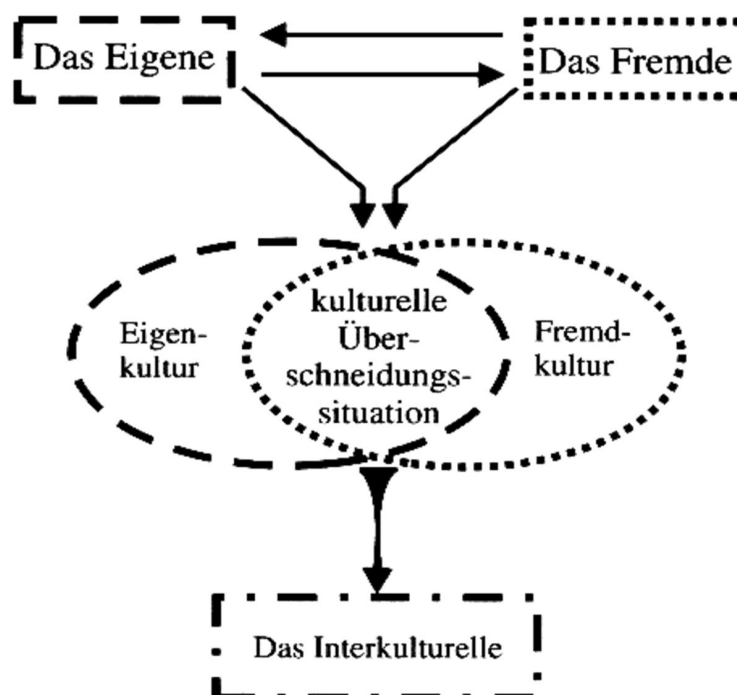 Das Eigene
Das Fremde
Eigen-
kultur
kulturelle
Über-
schneidungs-
situation
Fremd-
kultur
Das Interkulturelle